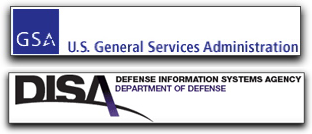 GSA
U.S. General Services Administration
DISA
DEFENSE INFORMATION SYSTEMS AGENCY
DEPARTMENT OF DEFENSE